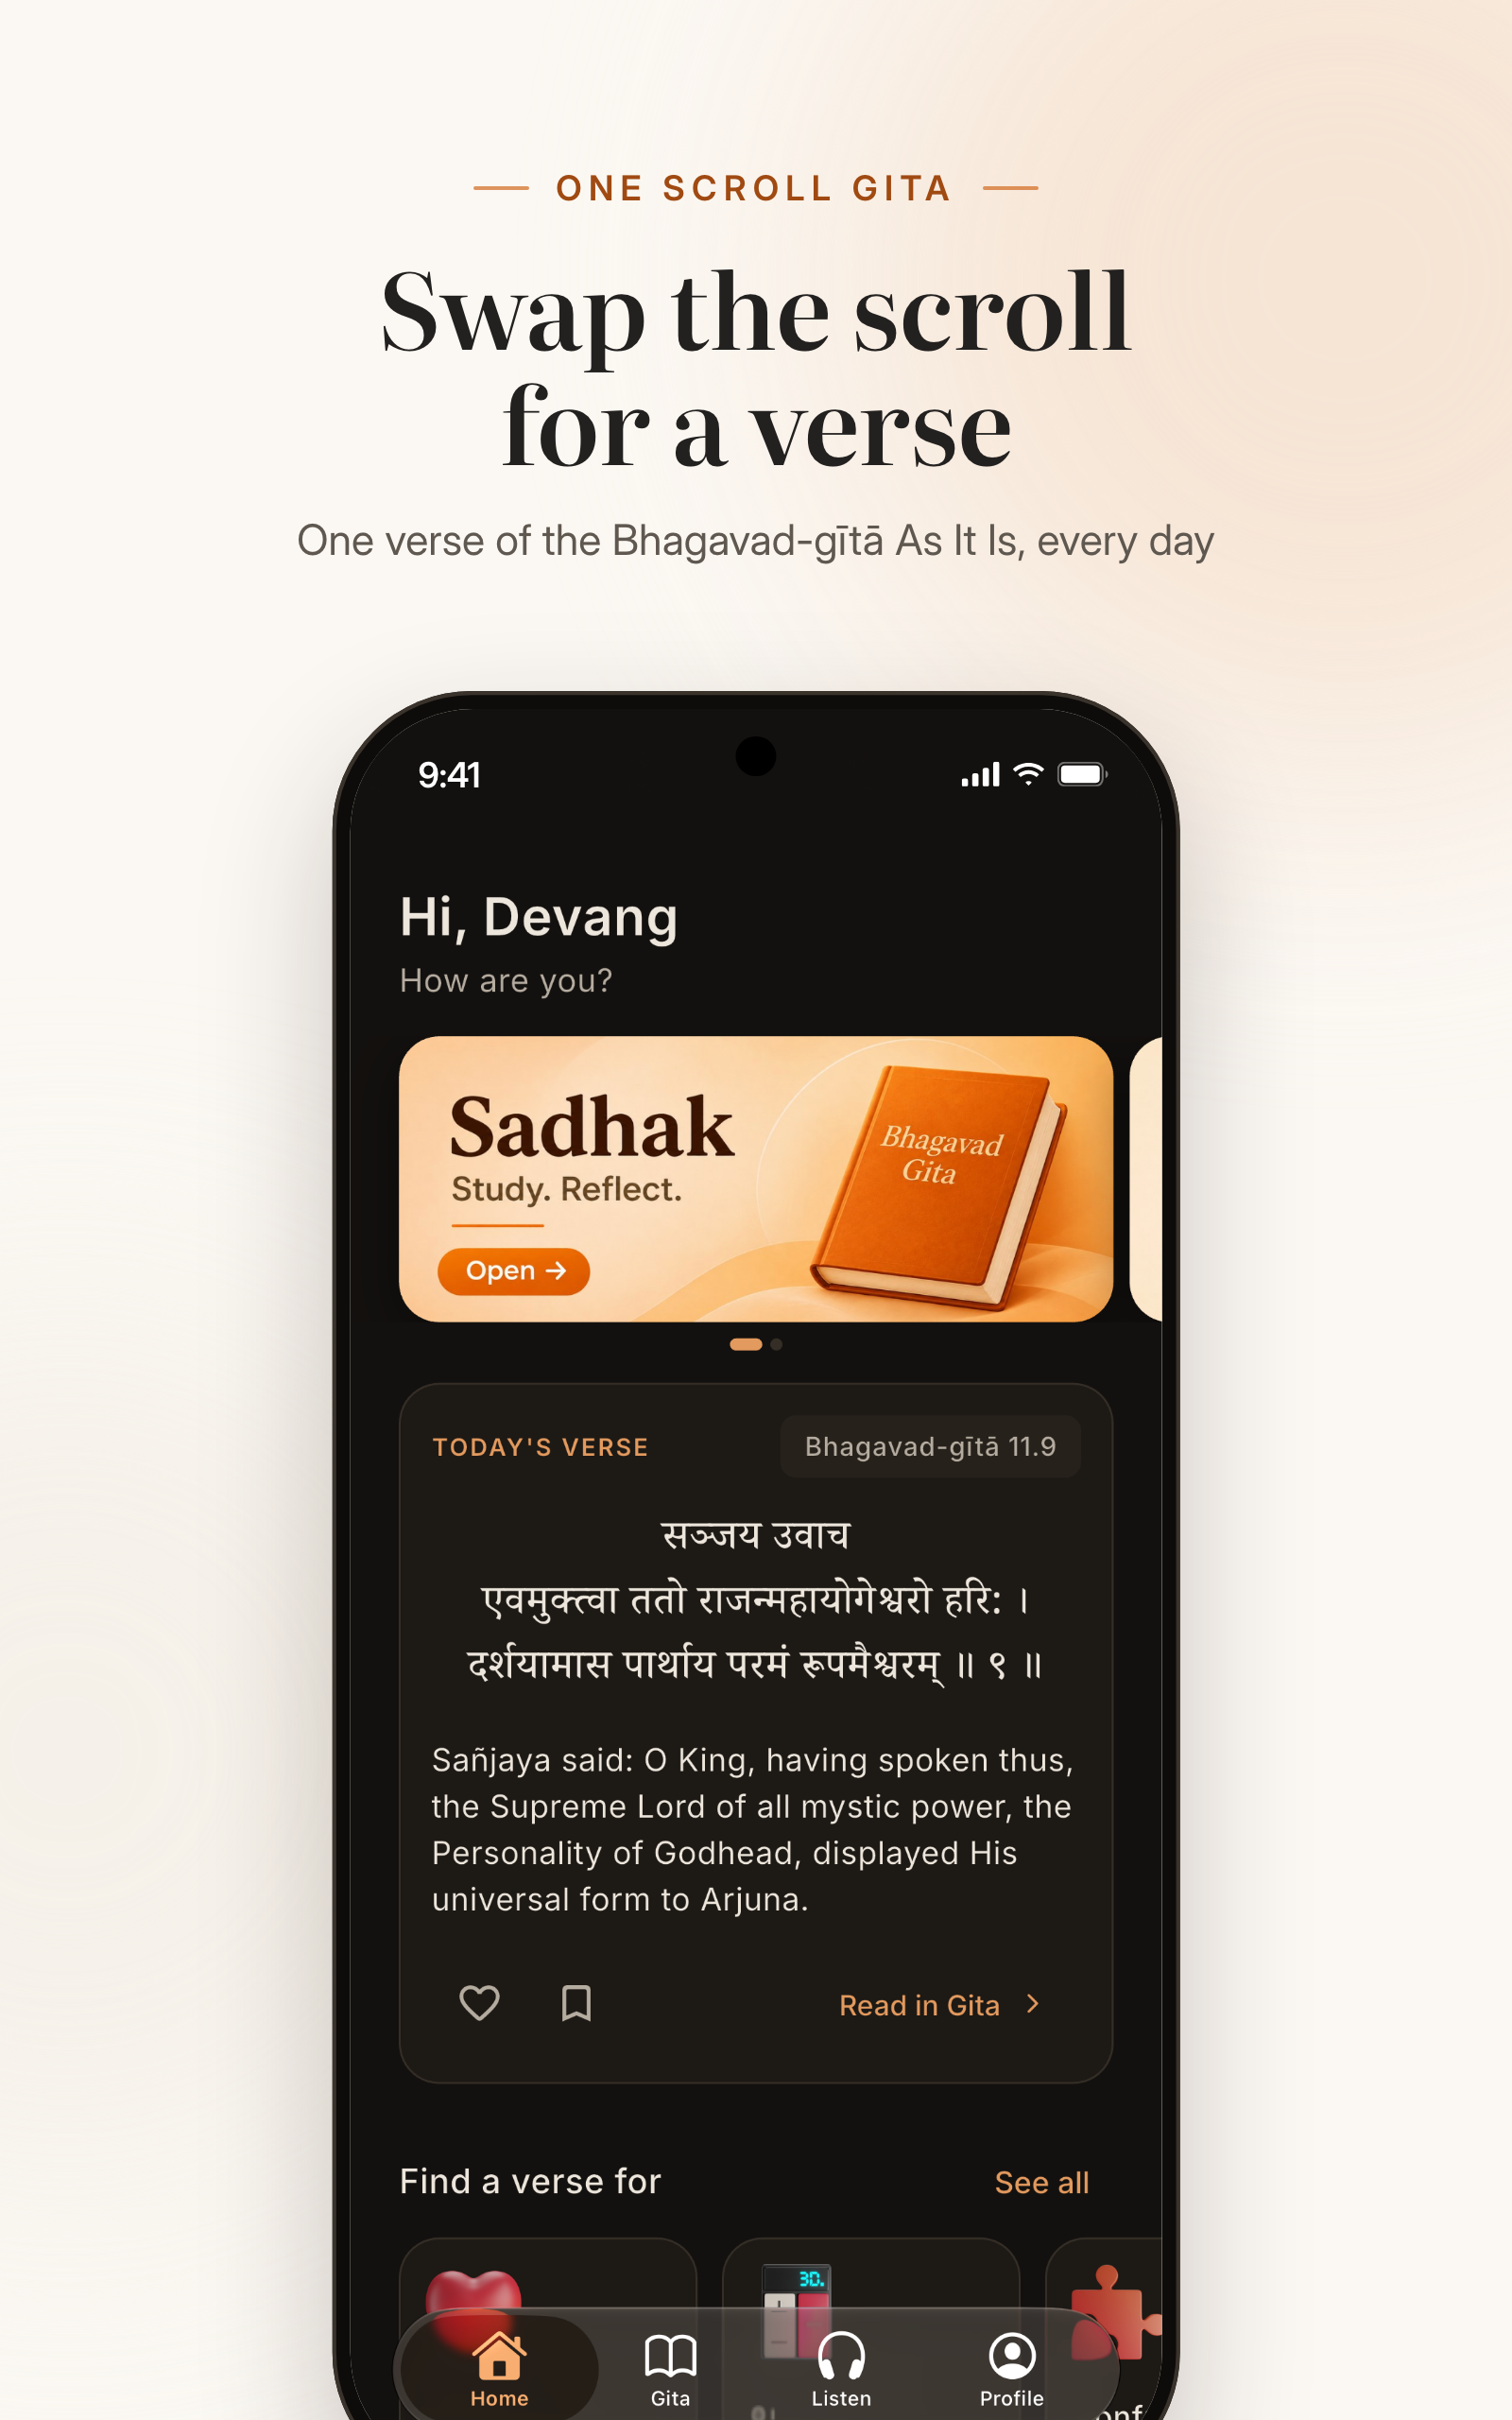 ONE SCROLL GITA
Swap the scroll
for a verse
One verse of the Bhagavad-gītā As It Is, every day
9:41
Hi, Devang
How are you?
Sadhak
Study. Reflect.
Open →
Bhagavad
Gita
TODAY'S VERSE
Bhagavad-gītā 11.9
सञ्जय उवाच
एवमुक्त्वा ततो राजन्महायोगेश्वरो हरि: ।
दर्शयामास पार्थाय परमं रूपमैश्वरम् ॥ ९ ॥
Sañjaya said: O King, having spoken thus,
the Supreme Lord of all mystic power, the
Personality of Godhead, displayed His
universal form to Arjuna.
Read in Gita
Find a verse for
See all
30.
Home
Gita
Listen
Profile